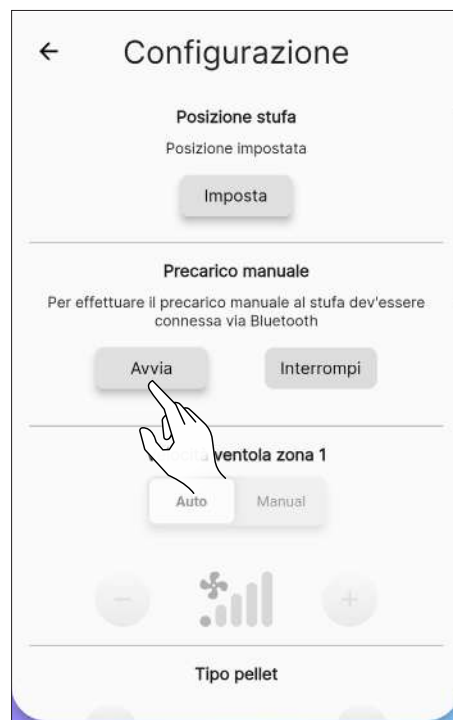 Configurazione
Posizione stufa
Posizione impostata
Imposta
Precarico manuale
Per effettuare il precarico manuale al stufa dev'essere
connessa via Bluetooth
Avvia
Interrompi
ventola zona 1
Auto
Manual
Tipo pellet